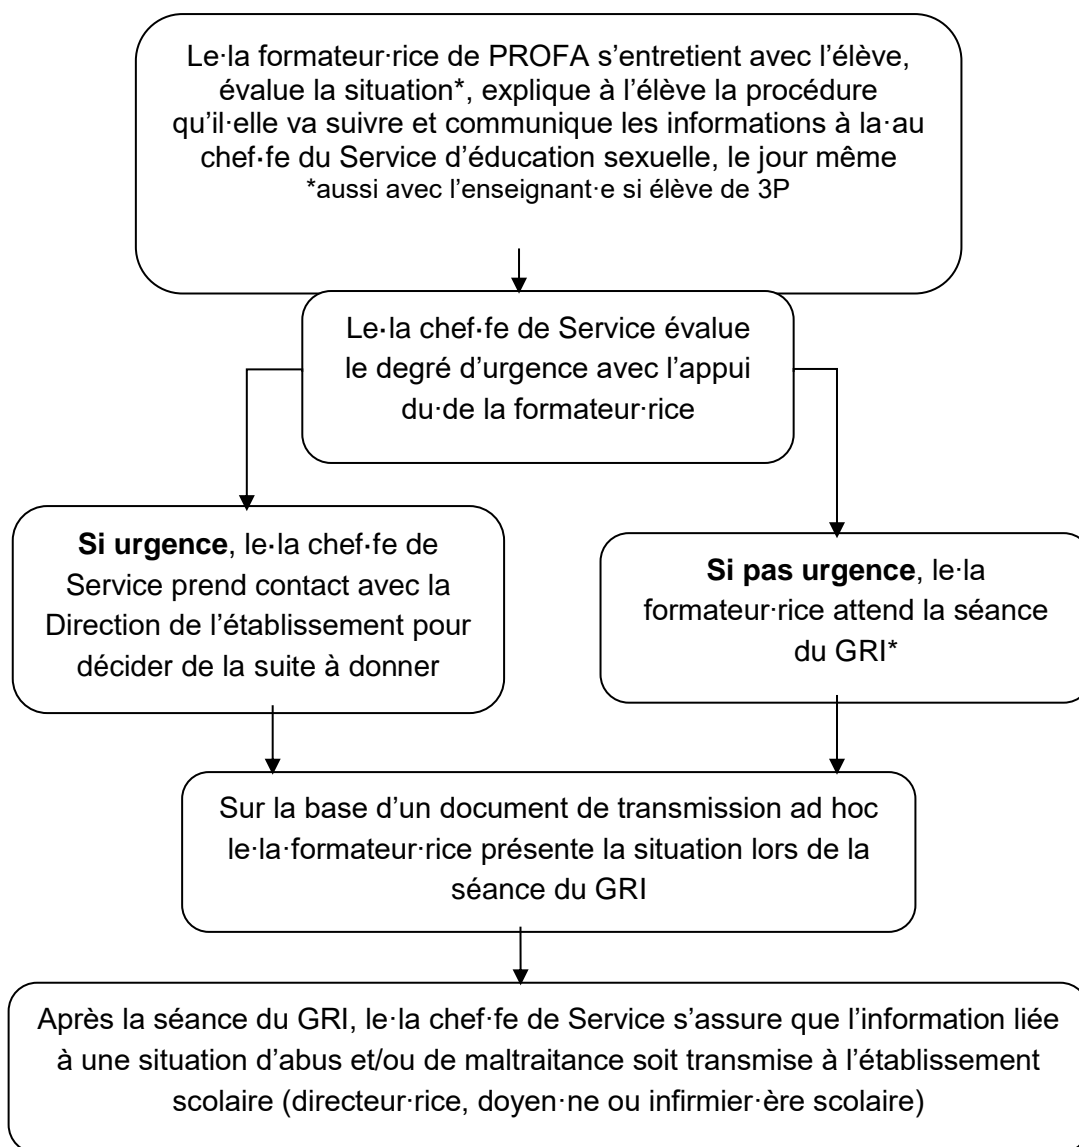 Le·la formateur·rice de PROFA s’entretient avec l’élève,
évalue la situation*, explique à l’élève la procédure
qu’il·elle va suivre et communique les informations à la·au
chef·fe du Service d’éducation sexuelle, le jour même
*aussi avec l’enseignant·e si élève de 3P
Le·la chef·fe de Service évalue
le degré d’urgence avec l’appui
du·de la formateur·rice
Si urgence, le·la chef·fe de
Service prend contact avec la
Direction de l’établissement pour
décider de la suite à donner
Si pas urgence, le·la
formateur·rice attend la séance
du GRI*
Sur la base d’un document de transmission ad hoc
le·la·formateur·rice présente la situation lors de la
séance du GRI
Après la séance du GRI, le·la chef·fe de Service s’assure que l’information liée
à une situation d’abus et/ou de maltraitance soit transmise à l’établissement
scolaire (directeur·rice, doyen·ne ou infirmier·ère scolaire)